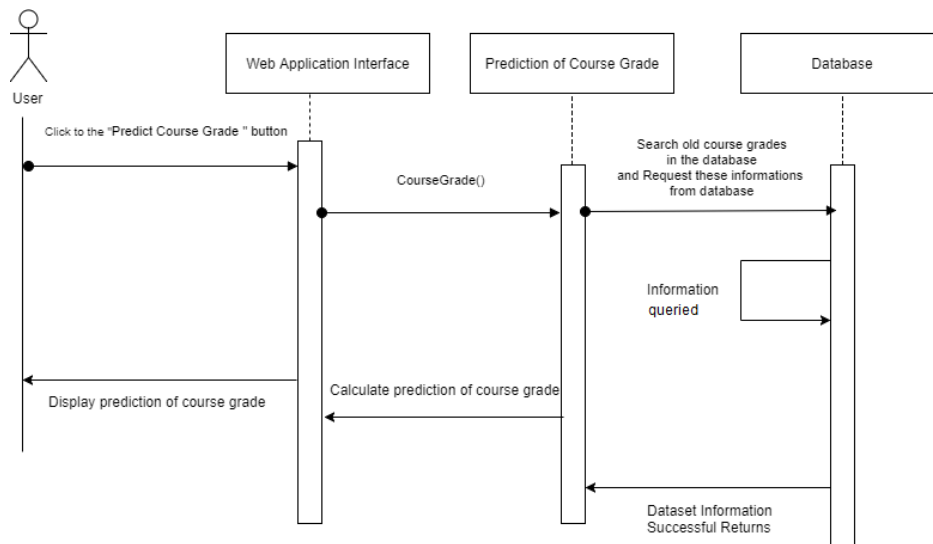 Web Application Interface
Prediction of Course Grade
Database
User
Click to the "Predict Course Grade " button
CourseGrade()
Search old course grades
in the database
and Request these informations
from database
Information
queried
Display prediction of course grade
Calculate prediction of course grade
Dataset Information
Successful Returns